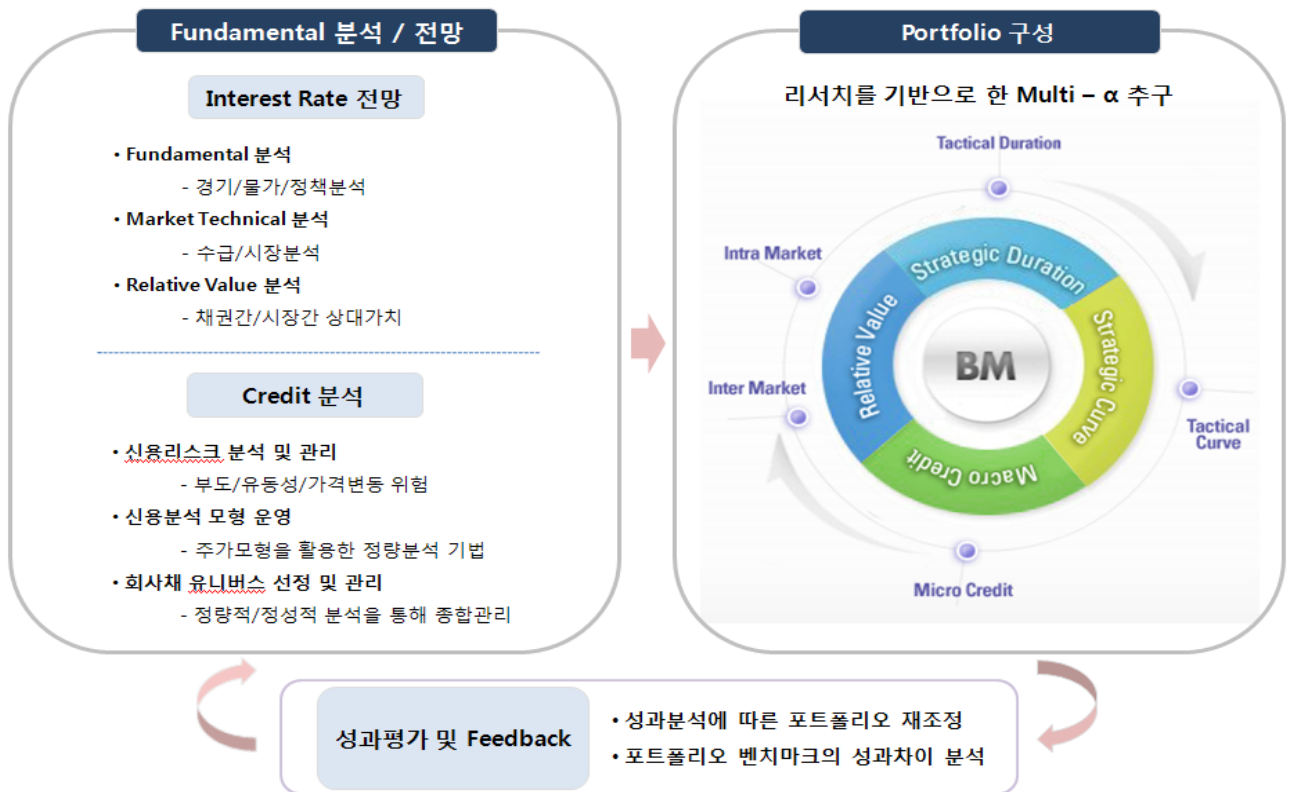 Fundamental 분석 / 전망
Interest Rate 전망
• Fundamental 분석
- 경기/물가/정책분석
• Market Technical 분석
- 수급/시장분석
• Relative Value 분석
- 채권간/시장간 상대가치
Credit 분석
• 신용리스크 분석 및 관리
- 부도/유동성/가격변동 위험
• 신용분석 모형 운영
- 주가모형을 활용한 정량분석 기법
• 회사채 유니버스 선정 및 관리
- 정량적/정성적 분석을 통해 종합관리
Portfolio 구성
리서치를 기반으로 한 Multi – α 추구
Tactical Duration
Intra Market
Strategic Duration
Relative Value
BM
Strategic Curve
Inter Market
Tactical
Curve
Macro Credit
Micro Credit
성과평가 및 Feedback
• 성과분석에 따른 포트폴리오 재조정
• 포트폴리오 벤치마크의 성과차이 분석